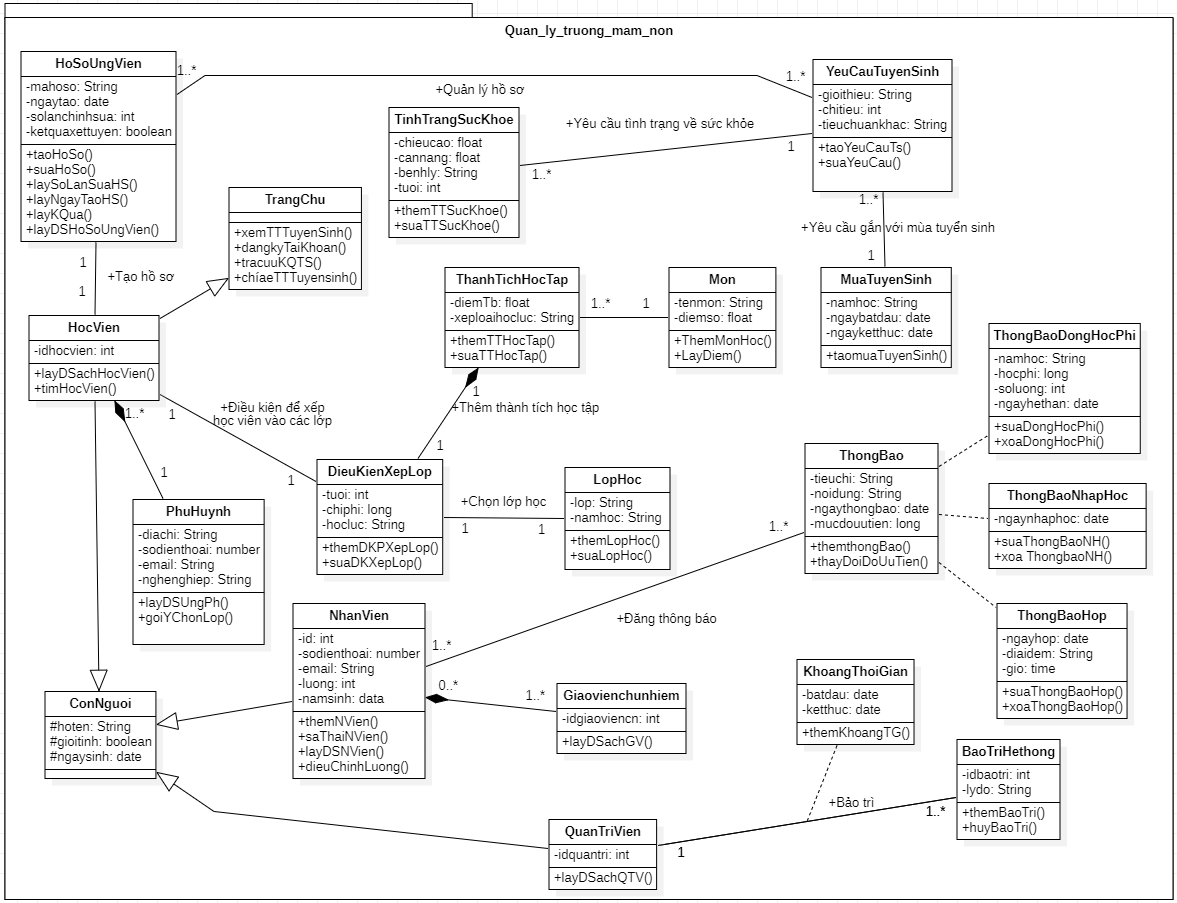 Quan_ly_truong_mam_non
HoSoUngVien
-mahoso: String
-ngaytao: date
-solanchinhsua: int
-ketquaxettuyen: boolean
+taoHoSo()
+suaHoSo()
+laySoLanSuaHS()
+layNgayTaoHS()
+layKQua()
+layDSHoSoUngVien()
1..*
+Quản lý hồ sơ
1..*
YeuCauTuyenSinh
-gioithieu: String
-chitieu: int
-tieuchuankhac: String
+taoYeuCauTs()
+suaYeuCau()
TinhTrangSucKhoe
-chieucao: float
-cannang: float
-benhly: String
-tuoi: int
+themTTSucKhoe()
+suaTTSucKhoe()
+Yêu cầu tình trạng về sức khỏe
1
1..*
TrangChu
+xemTTTuyenSinh()
+dangkyTaiKhoan()
+tracuuKQTS()
+chíaeTTTuyensinh()
1..*
+Yêu cầu gắn với mùa tuyển sinh
1
1
+Tạo hồ sơ
1
ThanhTichHocTap
-diemTb: float
-xeploaihocluc: String
+themTTHocTap()
+suaTTHocTap()
1..*
1
Mon
-tenmon: String
-diemso: float
+ThemMonHoc()
+LayDiem()
MuaTuyenSinh
-namhoc: String
-ngaybatdau: date
-ngayketthuc: date
+taomuaTuyenSinh()
HocVien
-idhocvien: int
+layDSachHocVien()
+timHocVien()
ThongBaoDongHocPhi
-namhoc: String
-hocphi: long
-soluong: int
-ngayhethan: date
+suaDongHocPhi()
+xoaDongHocPhi()
1..*
1
1
+Điều kiện để xếp
học viên vào các lớp
1
1
+Thêm thành tích học tập
1
DieuKienXepLop
-tuoi: int
-chiphi: long
-hocluc: String
+themDKPXepLop()
+suaDKXepLop()
+Chọn lớp học
1
1
LopHoc
-lop: String
-namhoc: String
+themLopHoc()
+suaLopHoc()
ThongBao
-tieuchi: String
-noidung: String
-ngaythongbao: date
-mucdouutien: long
+themthongBao()
+thayDoiDoUuTien()
ThongBaoNhapHoc
-ngaynhaphoc: date
+suaThongBaoNH()
+xoa ThongbaoNH()
PhuHuynh
-diachi: String
-sodienthoai: number
-email: String
-nghenghiep: String
+layDSUngPh()
+goiYChonLop()
1..*
+Đăng thông báo
1..*
NhanVien
-id: int
-sodienthoai: number
-email: String
-luong: int
-namsinh: data
+themNVien()
+saThaiNVien()
+layDSNVien()
+dieuChinhLuong()
ThongBaoHop
-ngayhop: date
-diaidem: String
-gio: time
+suaThongBaoHop()
+xoaThongBaoHop()
0..*
1..*
Giaovienchunhiem
-idgiaoviencn: int
+layDSachGV()
KhoangThoiGian
-batdau: date
-ketthuc: date
+themKhoangTG()
ConNguoi
#hoten: String
#gioitinh: boolean
#ngaysinh: date
BaoTriHethong
-idbaotri: int
-lydo: String
+themBaoTri()
+huyBaoTri()
+Bảo trì
1..*
1
QuanTriVien
-idquantri: int
+layDSachQTV()